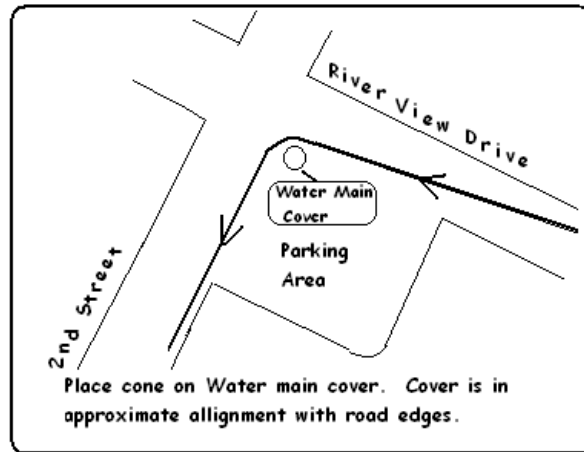 River View Drive
Water Main
Cover
Parking
Area
2nd Street
Place cone on Water main cover. Cover is in
approximate allignment with road edges.